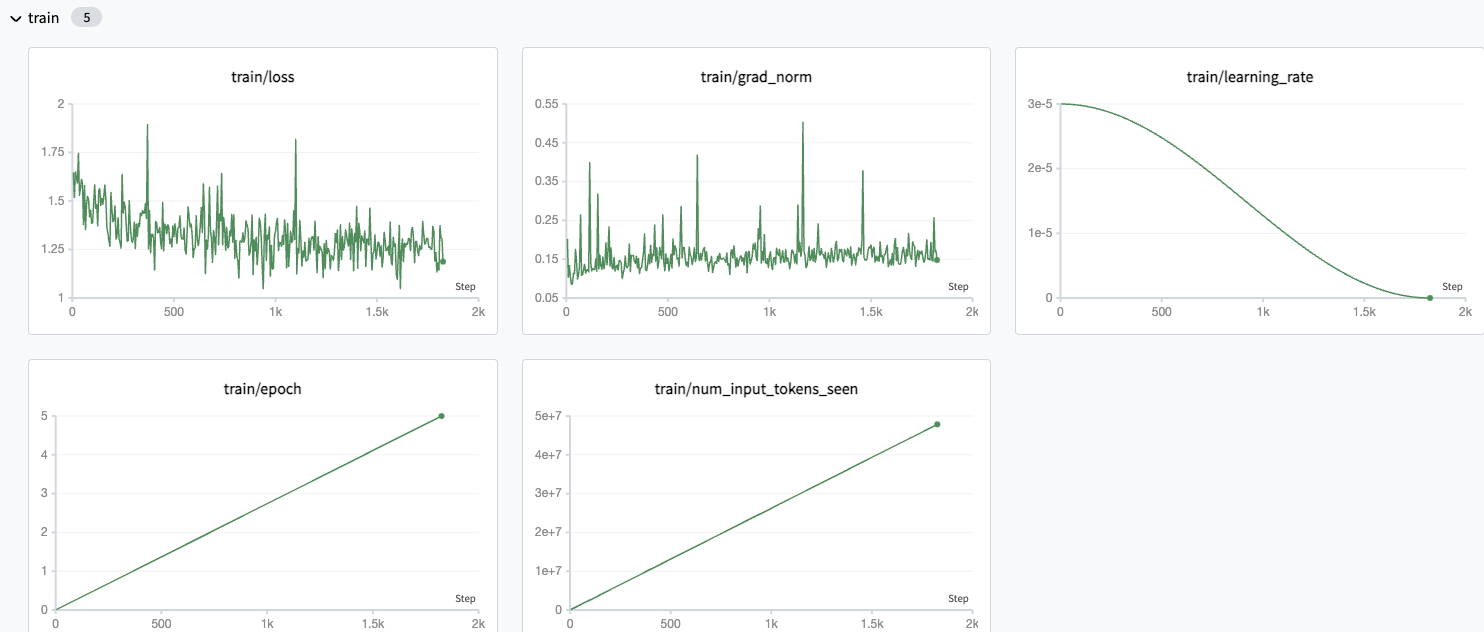 train 5
train/loss
2
1.75
1.5
1.25
1
Step
0 500 1k 1.5k 2k
train/grad_norm
0.55
0.45
0.35
0.25
0.15
0.05
Step
0 500 1k 1.5k 2k
train/learning_rate
3e-5
2e-5
1e-5
0
Step
0 500 1k 1.5k 2k
train/epoch
5
4
3
2
1
0
Step
0 500 1k 1.5k 2k
train/num_input_tokens_seen
5e+7
4e+7
3e+7
2e+7
1e+7
0
Step
0 500 1k 1.5k 2k